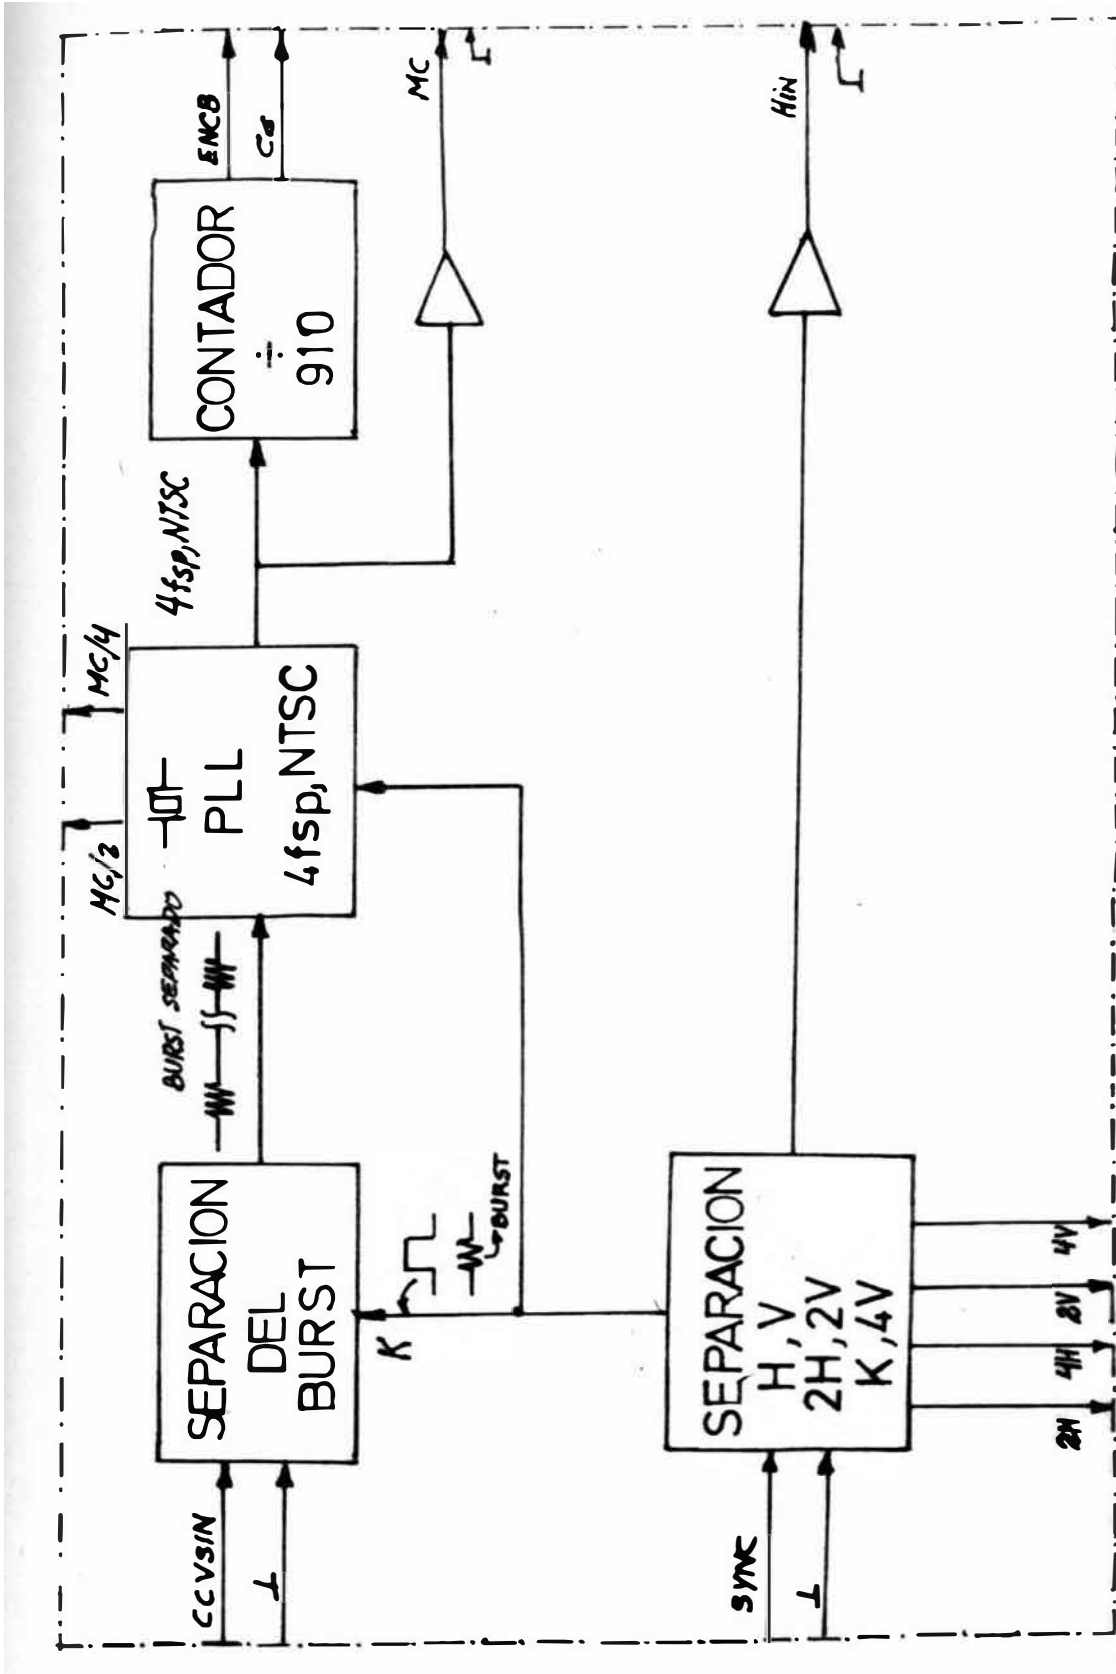 CCVSIN
SEPARACION
DEL
BURST
BURST SEPARADO
MC/2
MC/4
PLL
4fsp,NTSC
4fsp,NTSC
CONTADOR
÷
910
ENCB
MC
K
BURST
SYNC
SEPARACION
H,V
2H,2V
K,4V
2H
4H
2V
4V
Hin